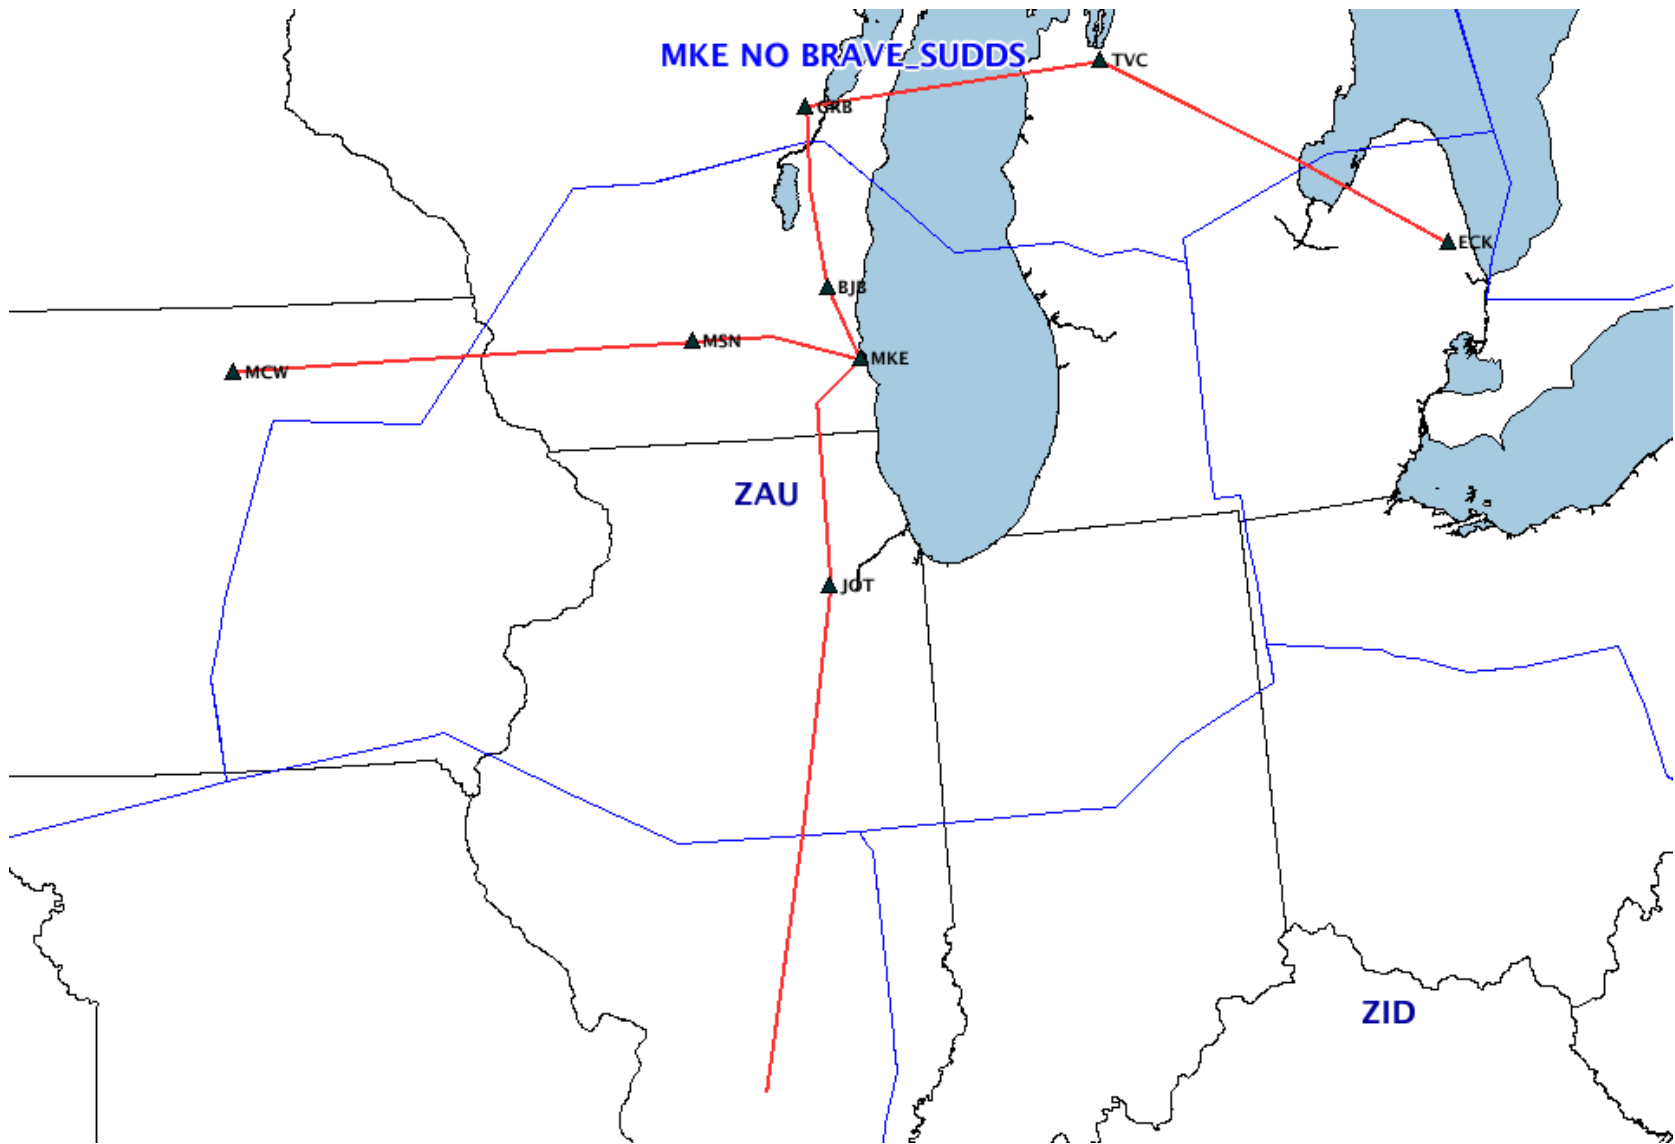 MKE NO BRAVE_SUDDS
TVC
GRB
ECK
BJB
MSN
MKE
MCW
ZAU
JOT
ZID